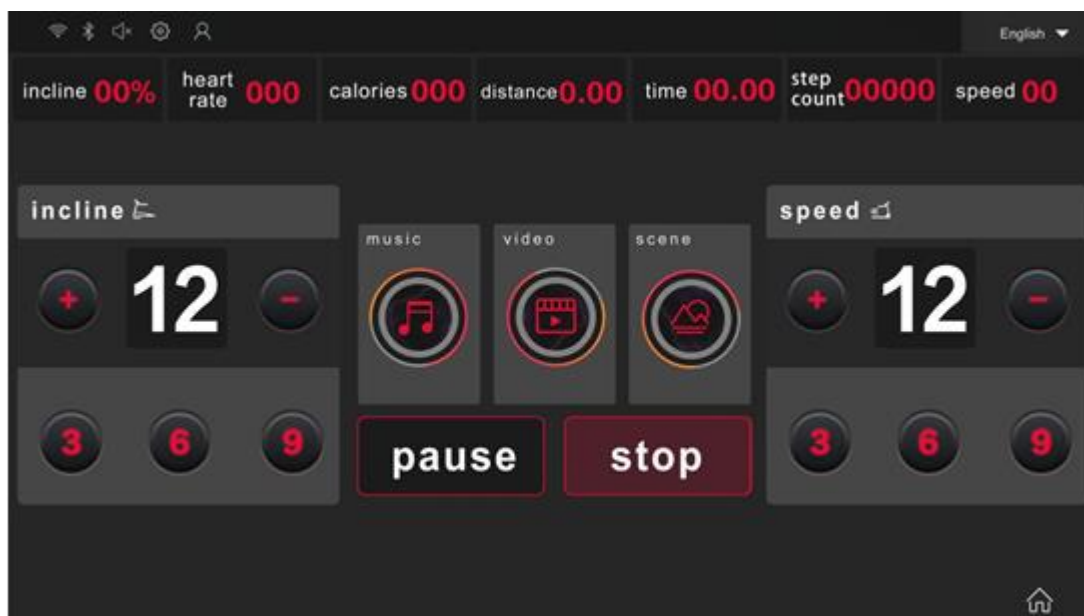 English
incline 00%
heart rate 000
calories 000
distance 0.00
time 00.00
step count 00000
speed 00
incline
+ 12 -
3 6 9
music
video
scene
pause
stop
speed
+ 12 -
3 6 9